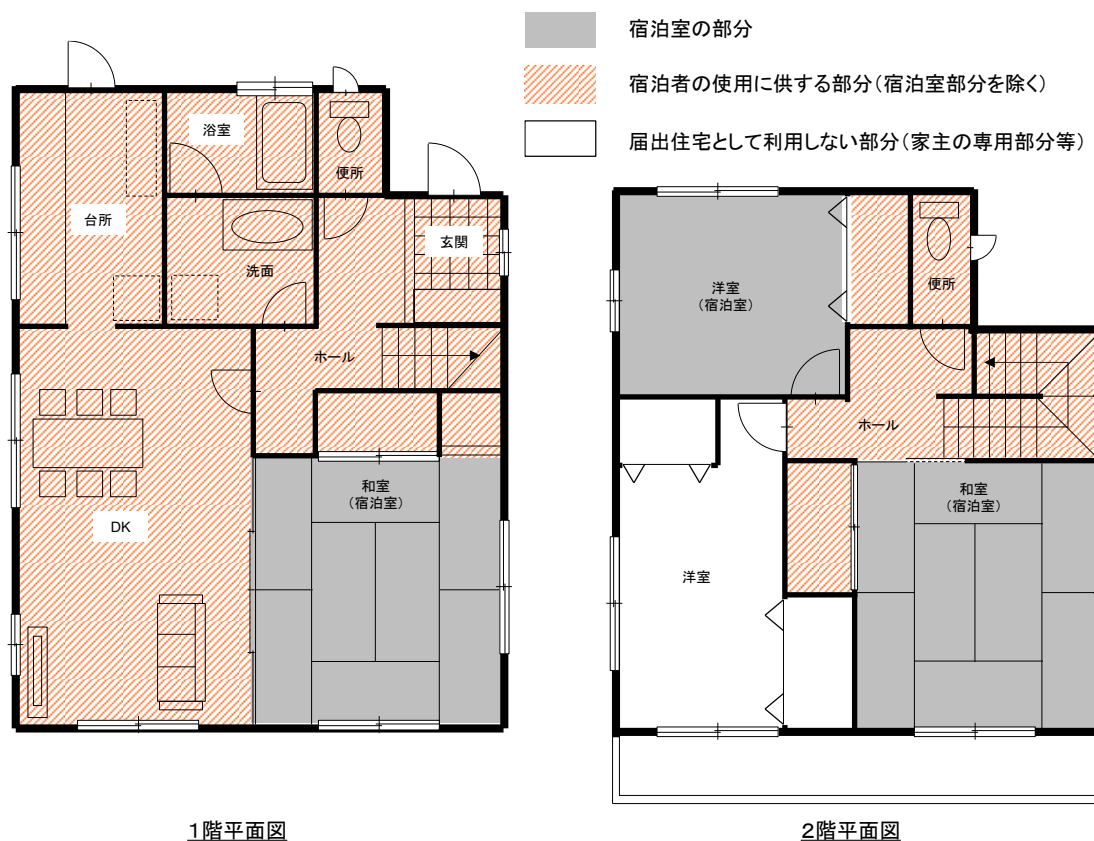 宿泊室の部分
宿泊者の使用に供する部分(宿泊室部分を除く)
届出住宅として利用しない部分(家主の専用部分等)
浴室
便所
台所
洗面
玄関
ホール
和室
(宿泊室)
DK
1階平面図
洋室
(宿泊室)
便所
ホール
和室
(宿泊室)
洋室
2階平面図